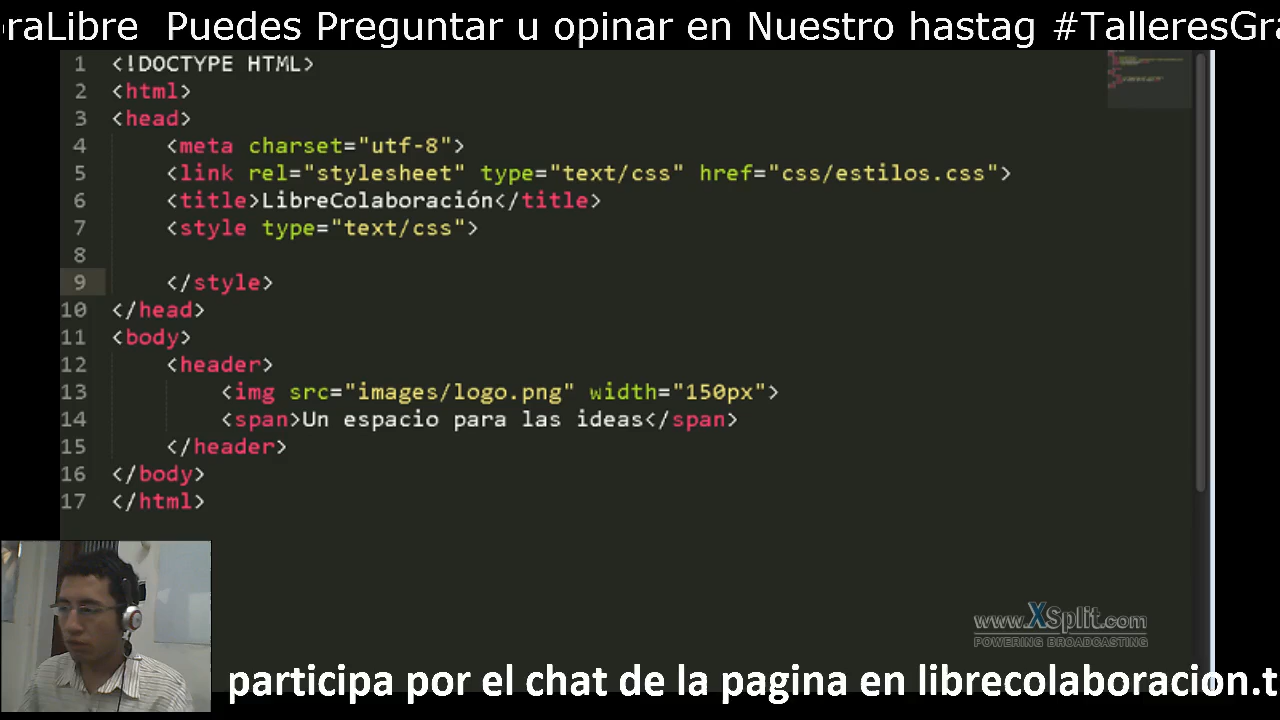 raLibre Puedes Preguntar u opinar en Nuestro hastag #TalleresGra
1 <!DOCTYPE HTML>
2 <html>
3 <head>
4 <meta charset="utf-8">
5 <link rel="stylesheet" type="text/css" href="css/estilos.css">
6 <title>LibreColaboración</title>
7 <style type="text/css">
8
9 </style>
10 </head>
11 <body>
12 <header>
13 <img src="images/logo.png" width="150px">
14 <span>Un espacio para las ideas</span>
15 </header>
16 </body>
17 </html>
www.XSplit.com
POWERING BROADCASTING
participa por el chat de la pagina en librecolaboracion.t